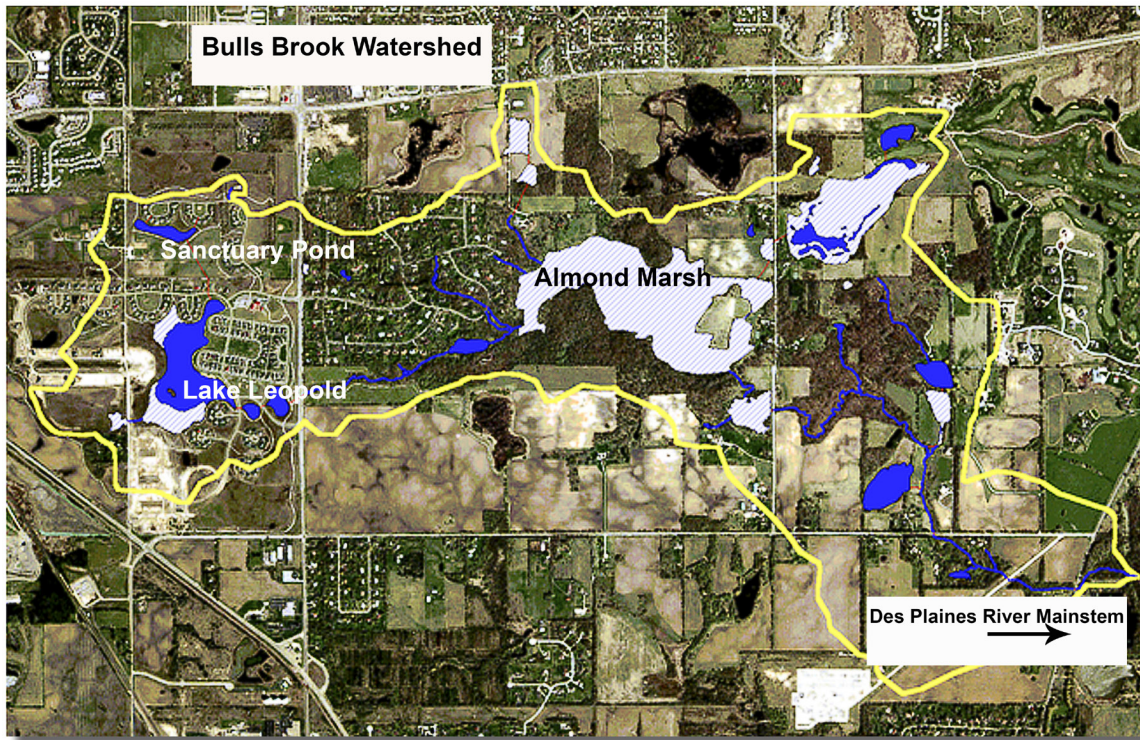 Bulls Brook Watershed
Sanctuary Pond
Almond Marsh
Lake Leopold
Des Plaines River Mainstem